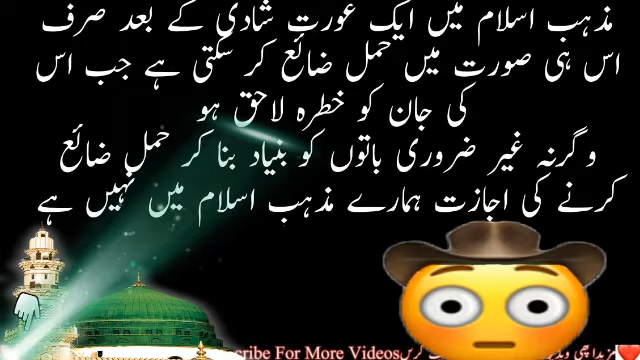 مذہب اسلام میں ایک عورت شادی کے بعد صرف
اس ہی صورت میں حمل ضائع کر سکتی ہے جب اس
کی جان کو خطرہ لاحق ہو
وگرنہ غیر ضروری باتوں کو بنیاد بنا کر حمل ضائع
کرنے کی اجازت ہمارے مذہب اسلام میں نہیں ہے
cribe For More Videos کریں